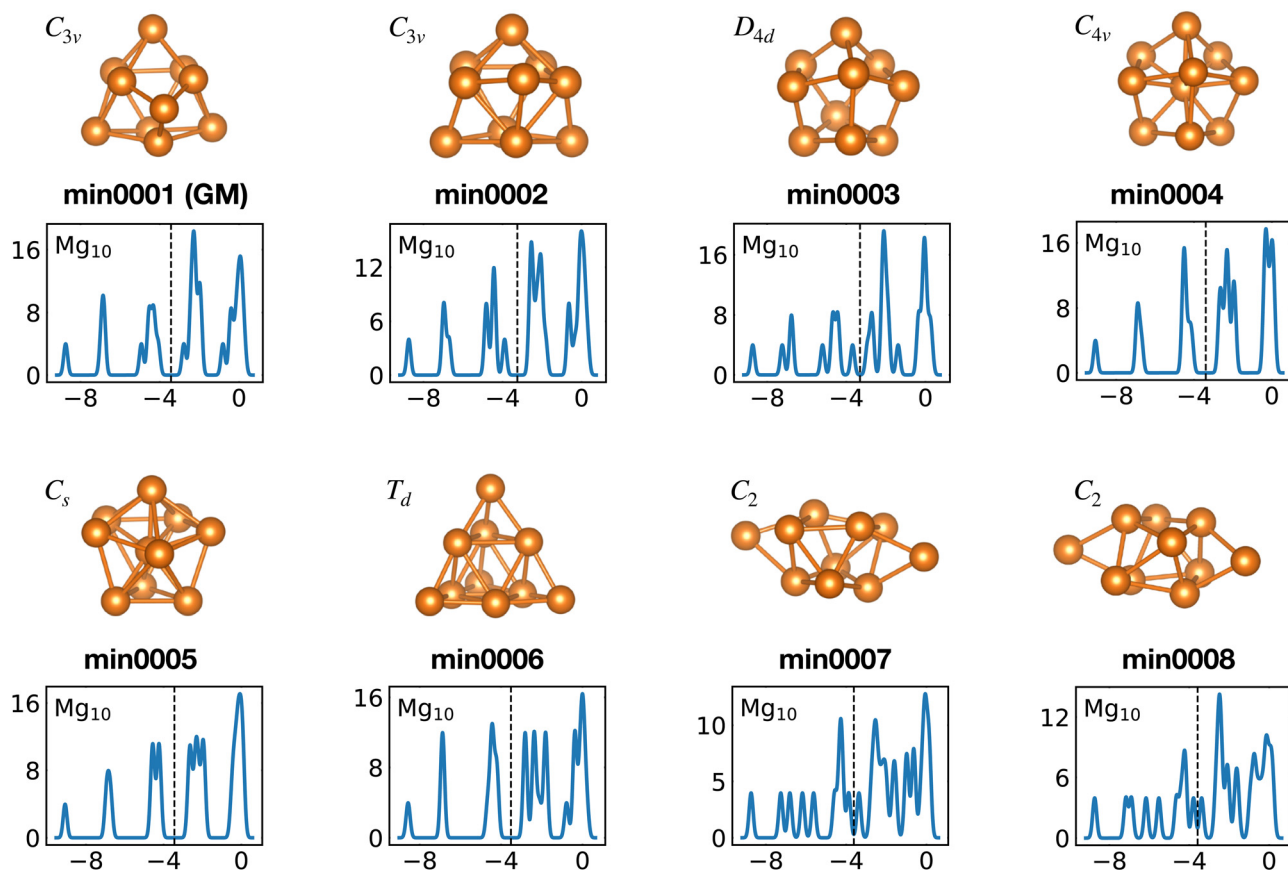 C3v C3v D4d C4v
min0001 (GM) min0002 min0003 min0004
Mg10 Mg10 Mg10 Mg10
16 12 16 16
8 6 8 8
0 0 0 0
−8 −4 0 −8 −4 0 −8 −4 0 −8 −4 0
Cs Td C2 C2
min0005 min0006 min0007 min0008
Mg10 Mg10 Mg10 Mg10
16 16 10 12
8 8 5 6
0 0 0 0
−8 −4 0 −8 −4 0 −8 −4 0 −8 −4 0